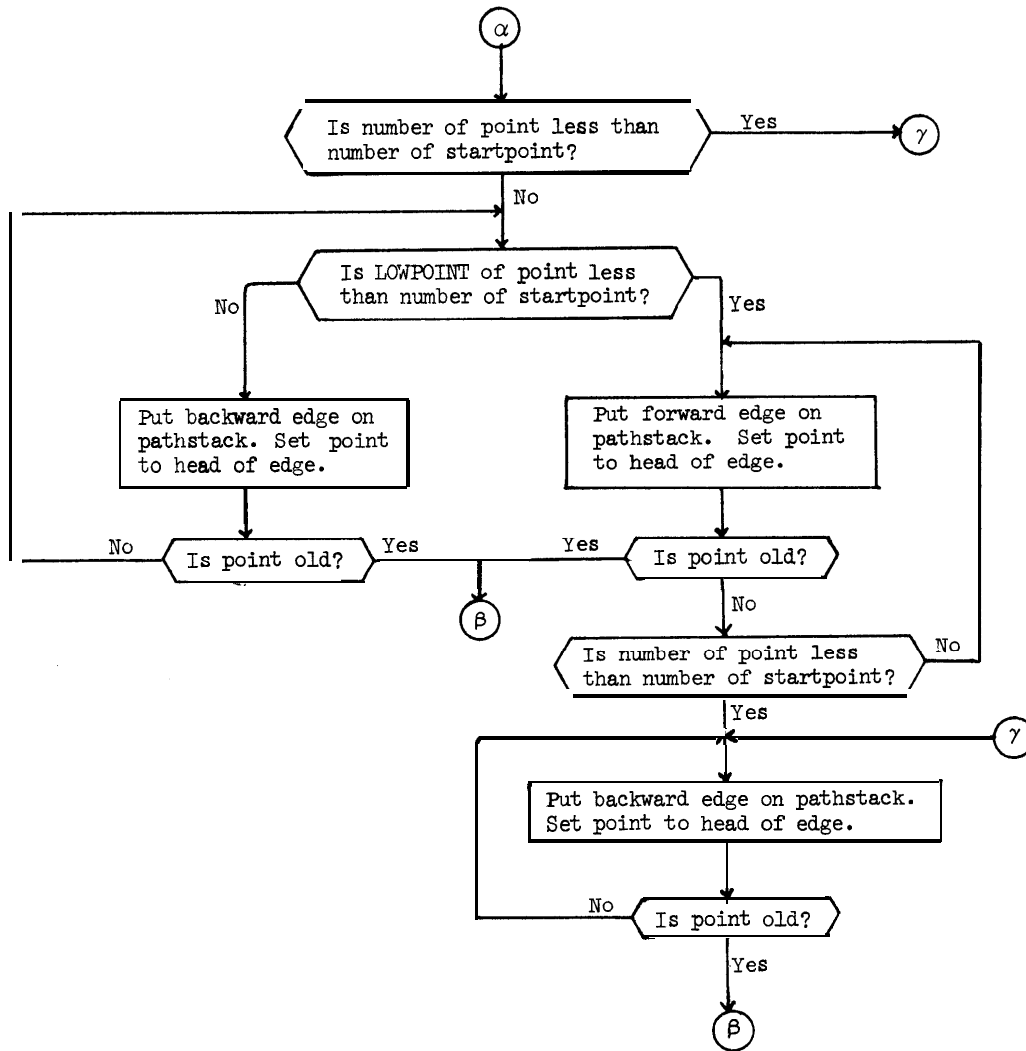 α
Is number of point less than
number of startpoint?
Yes
γ
No
Is LOWPOINT of point less
than number of startpoint?
No
Yes
Put backward edge on
pathstack. Set point
to head of edge.
Put forward edge on
pathstack. Set point
to head of edge.
No
Is point old?
Yes
Yes
Is point old?
β
No
Is number of point less
than number of startpoint?
No
Yes
γ
Put backward edge on pathstack.
Set point to head of edge.
No
Is point old?
Yes
β